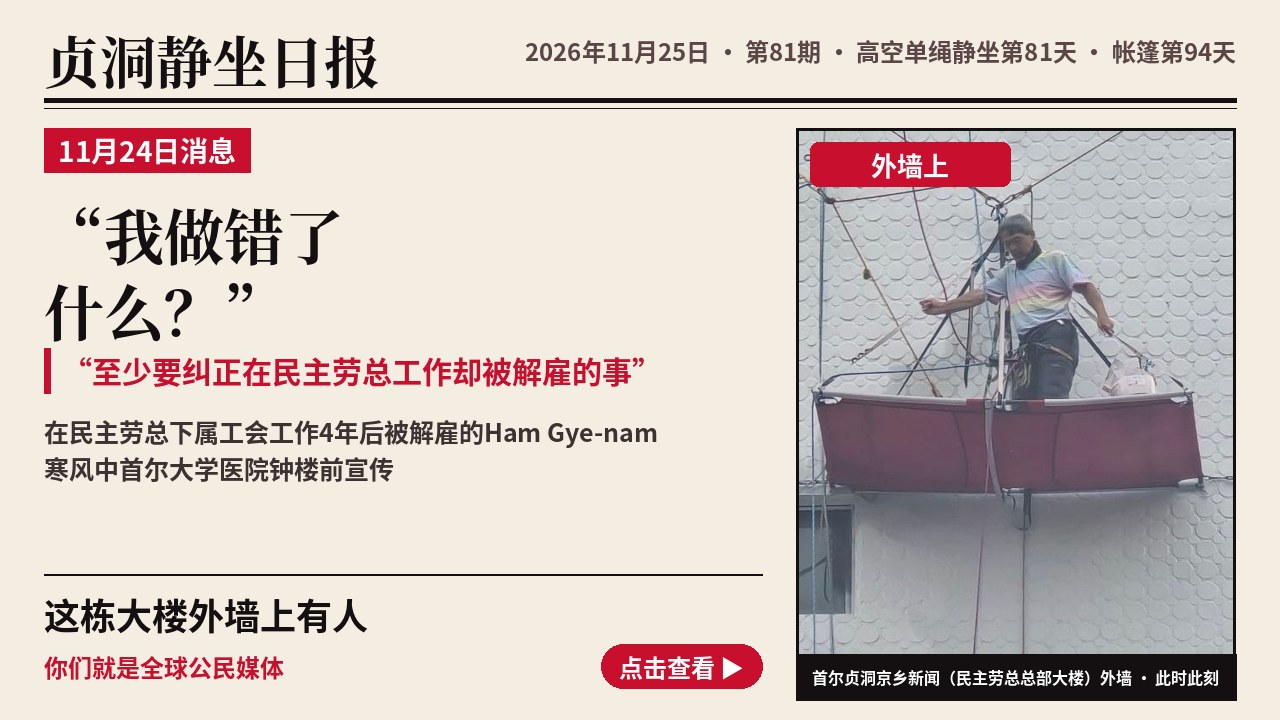 贞洞静坐日报
2026年11月25日 • 第81期 • 高空单绳静坐第81天 • 帐篷第94天
11月24日消息
“我做错了
什么？”
“至少要纠正在民主劳总工作却被解雇的事”
在民主劳总下属工会工作4年后被解雇的Ham Gye-nam
寒风中首尔大学医院钟楼前宣传
这栋大楼外墙上有人
你们就是全球公民媒体
点击查看 ▶
外墙上
首尔贞洞京乡新闻（民主劳总总部大楼）外墙 • 此时此刻